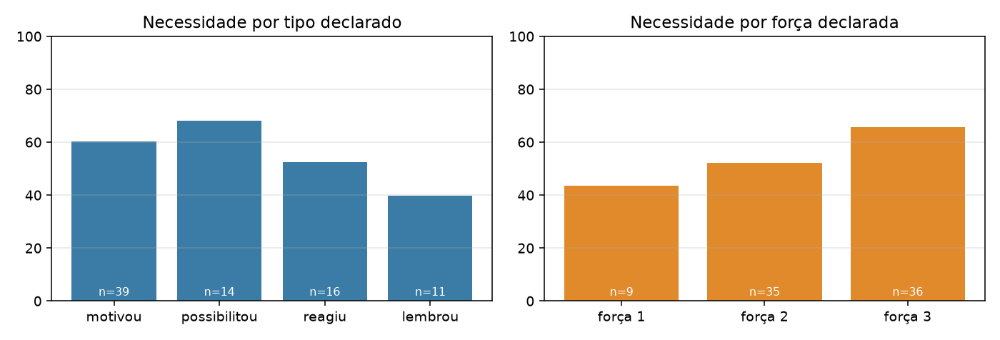 Necessidade por tipo declarado
100
80
60
40
20
0
n=39
n=14
n=16
n=11
motivou
possibilitou
reagiu
lembrou
Necessidade por força declarada
100
80
60
40
20
0
n=9
n=35
n=36
força 1
força 2
força 3